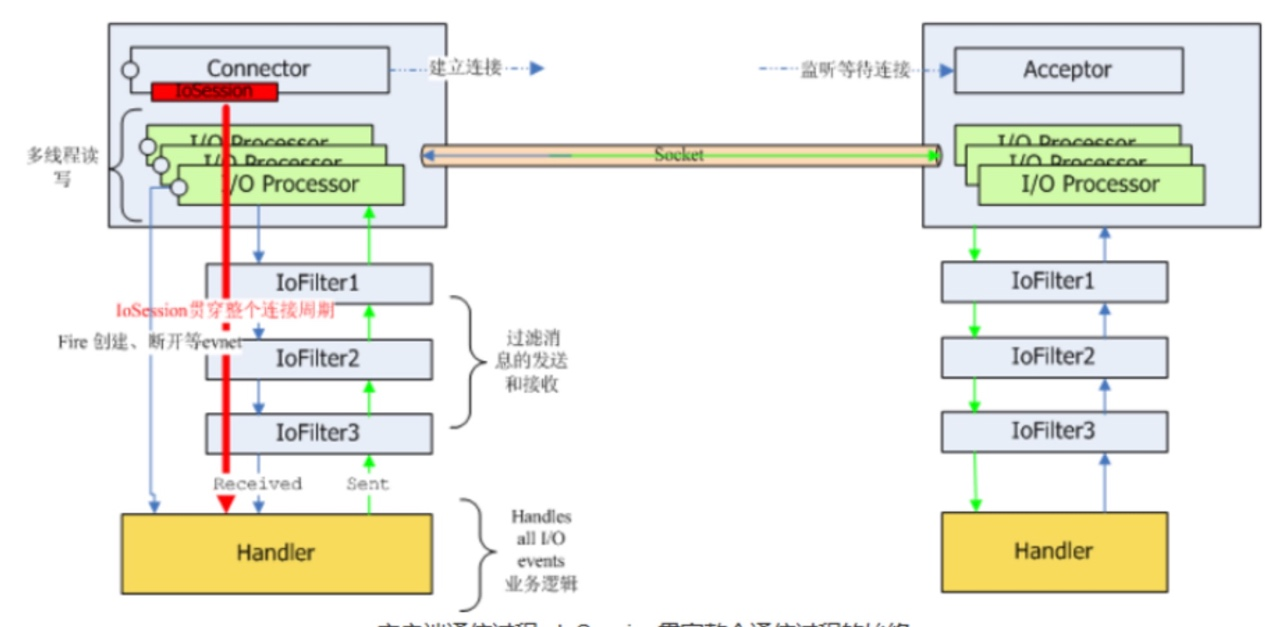 Connector
IoSession
建立连接
监听等待连接
Acceptor
多线程读
写
I/O Processor
I/O Processor
I/O Processor
Socket
I/O Processor
I/O Processor
I/O Processor
IoFilter1
IoFilter1
IoSession贯穿整个连接周期
Fire 创建、断开等evnet
IoFilter2
过滤消
息的发送
和接收
IoFilter2
IoFilter3
IoFilter3
Received
Sent
Handler
Handles
all I/O
events
业务逻辑
Handler